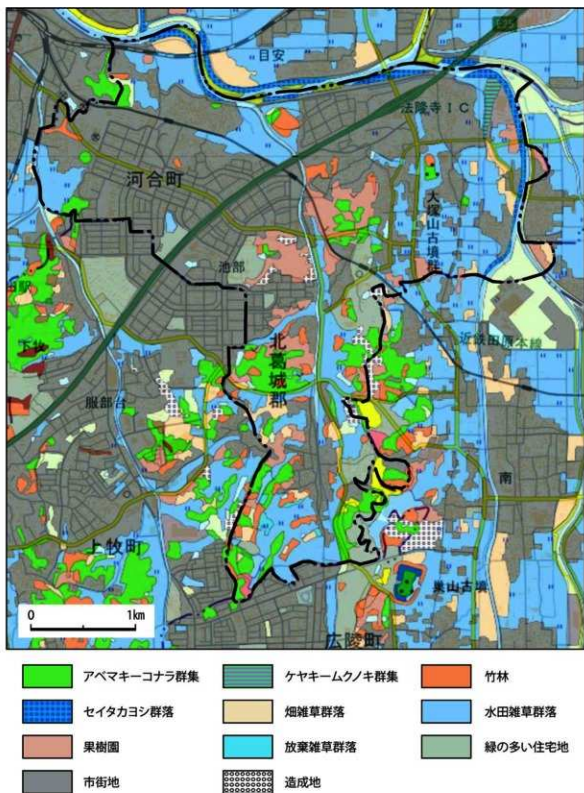 目安
法隆寺IC
河合町
大塚山古墳
池部
近鉄田原本線
下牧
北葛城郡
服部台
南
上牧町
巣山古墳
0 1km
広陵町
アベマキーコナラ群集 ケヤキームクノキ群集 竹林
セイタカヨシ群落 畑雑草群落 水田雑草群落
果樹園 放棄雑草群落 緑の多い住宅地
市街地 造成地